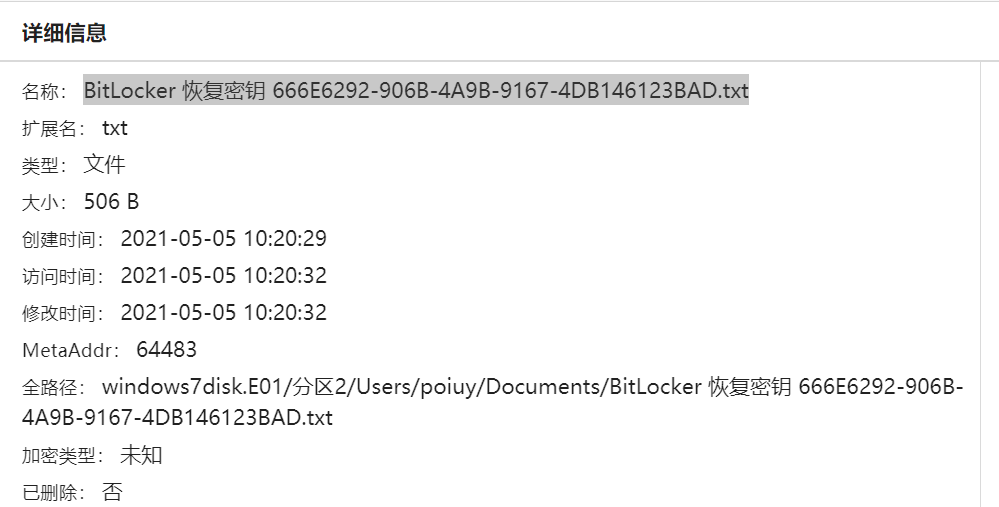 详细信息
名称： BitLocker 恢复密钥 666E6292-906B-4A9B-9167-4DB146123BAD.txt
扩展名： txt
类型： 文件
大小： 506 B
创建时间： 2021-05-05 10:20:29
访问时间： 2021-05-05 10:20:32
修改时间： 2021-05-05 10:20:32
MetaAddr： 64483
全路径： windows7disk.E01/分区2/Users/poiuy/Documents/BitLocker 恢复密钥 666E6292-906B-
4A9B-9167-4DB146123BAD.txt
加密类型： 未知
已删除： 否